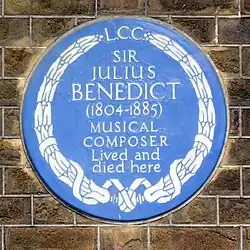 L.C.C.
SIR
JULIUS
BENEDICT
(1804-1885)
MUSICAL
COMPOSER
Lived and
died here